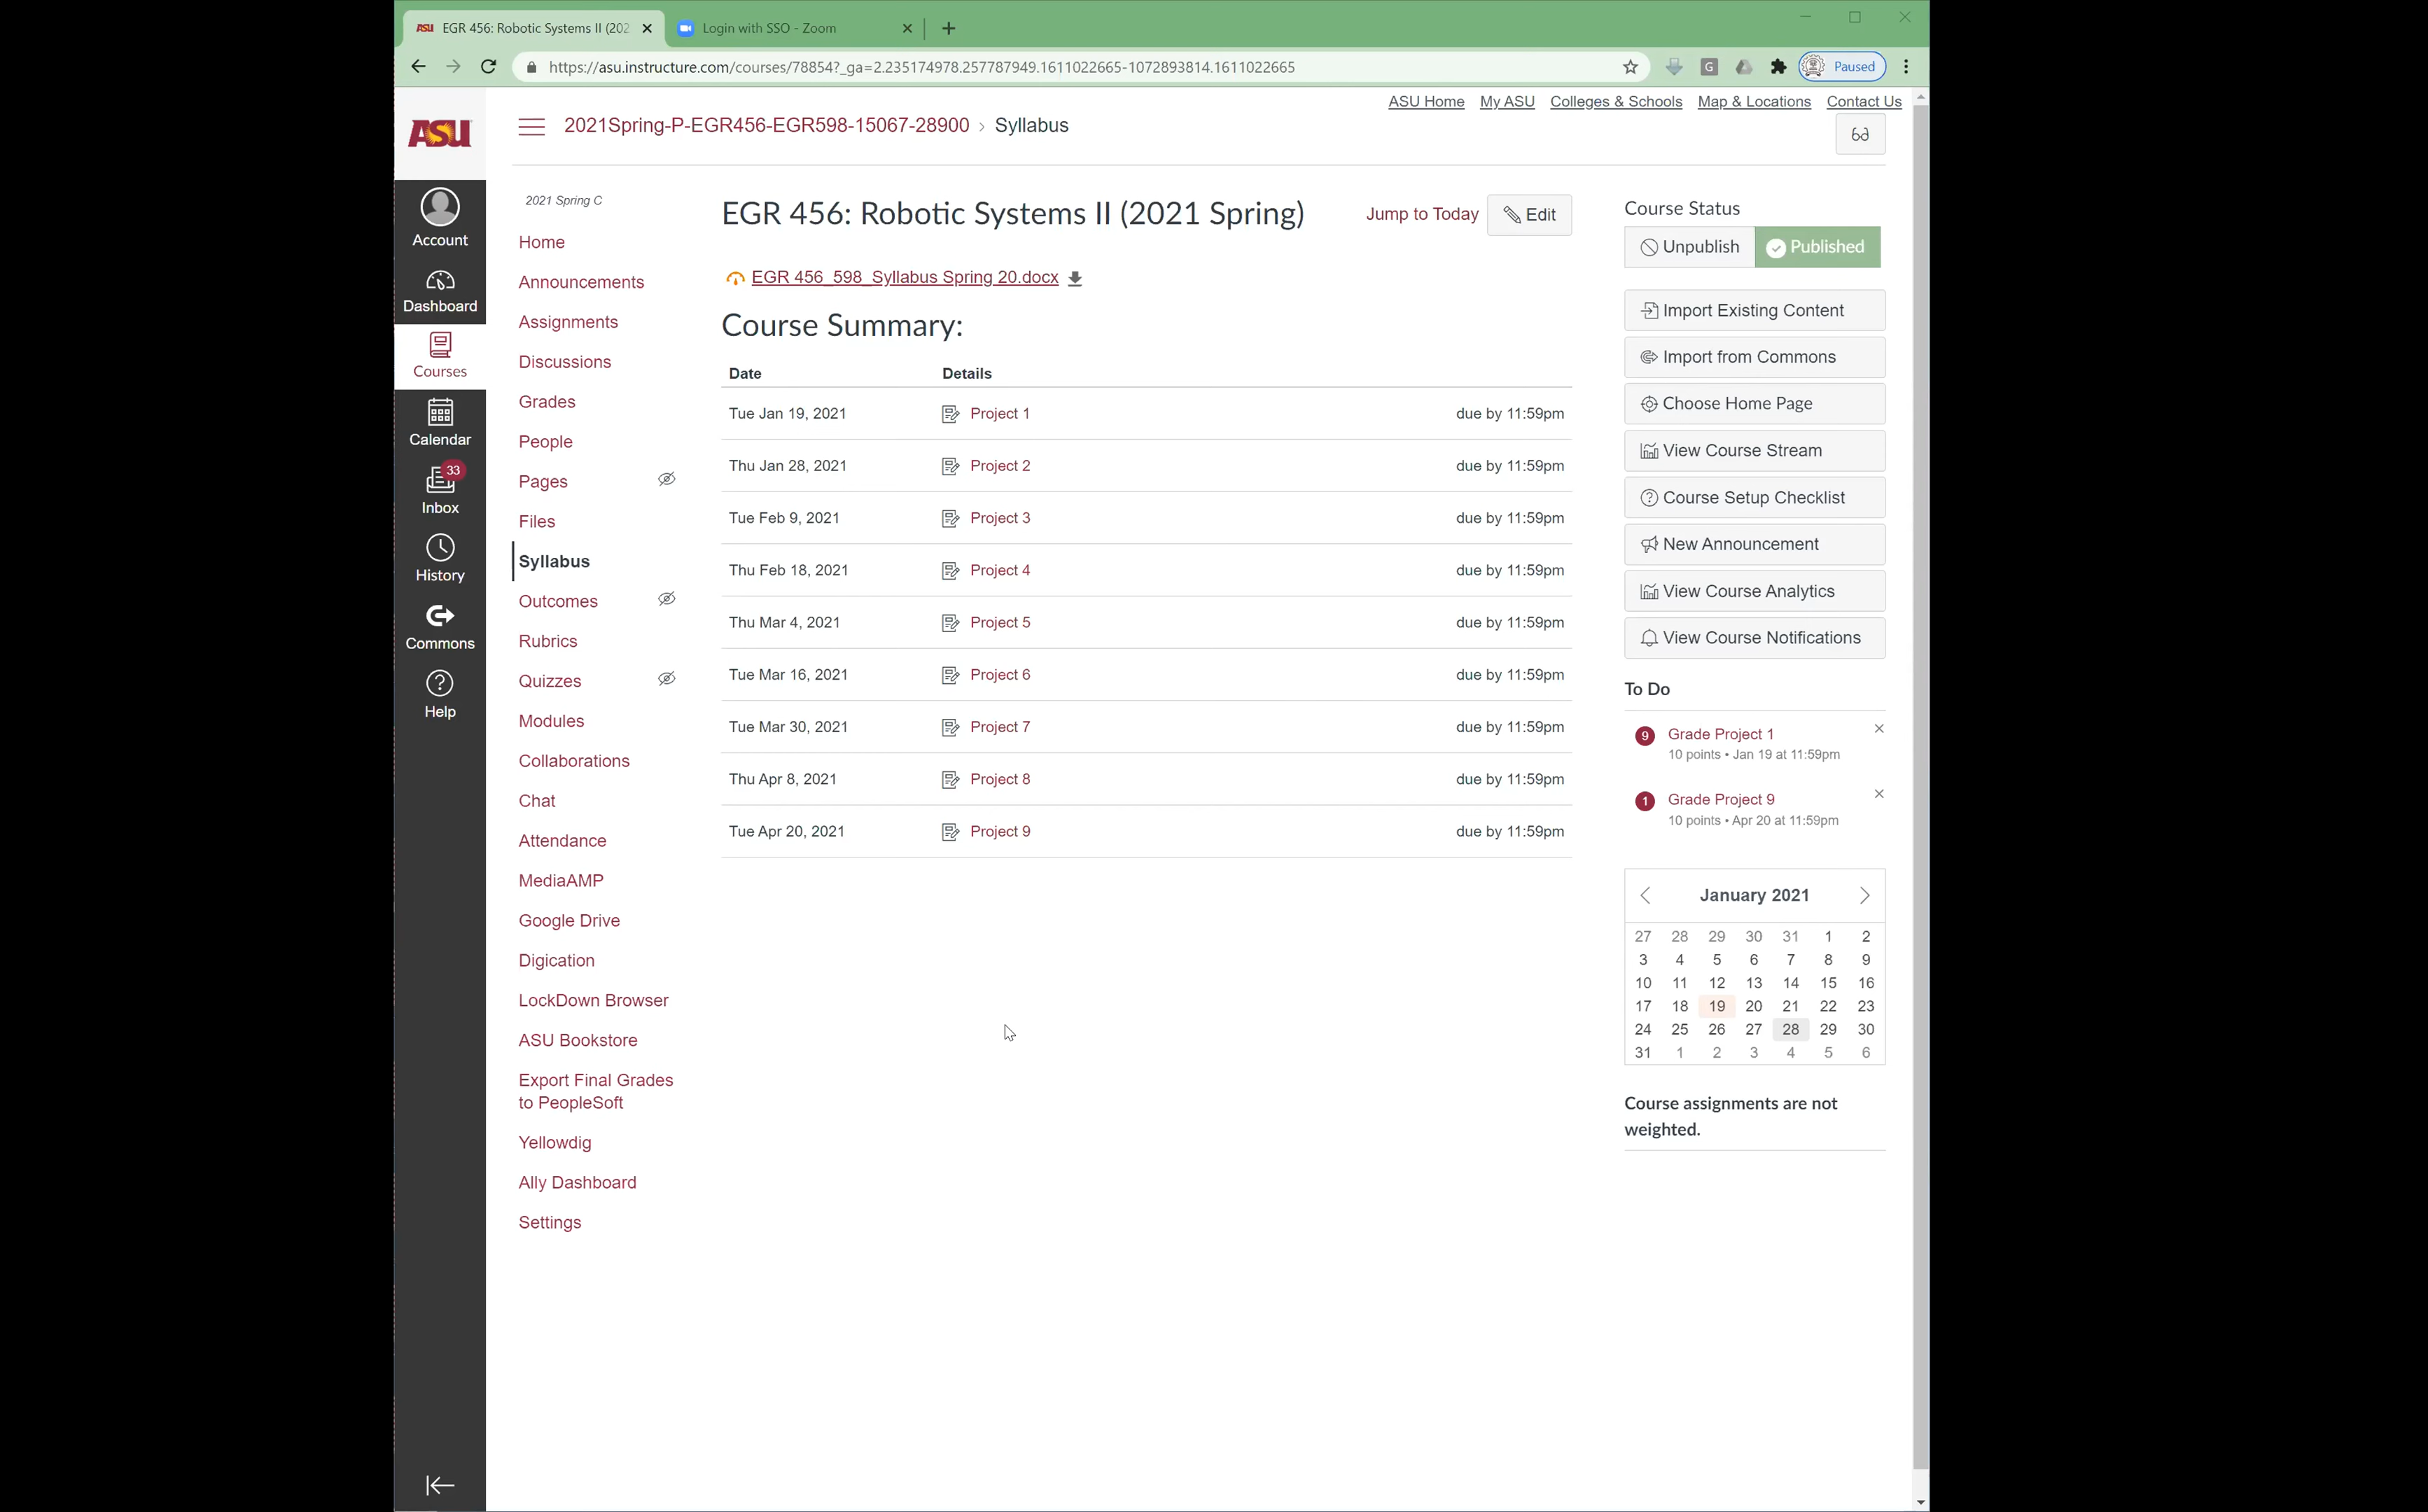 ASU EGR 456: Robotic Systems II (202
Login with SSO - Zoom
https://asu.instructure.com/courses/78854?_ga=2.235174978.257787949.1611022665-1072893814.1611022665
G
Paused
ASU Home My ASU Colleges & Schools Map & Locations Contact Us
ASU
2021Spring-P-EGR456-EGR598-15067-28900 › Syllabus
Account
Dashboard
Courses
Calendar
33
Inbox
History
Commons
Help
2021 Spring C
Home
Announcements
Assignments
Discussions
Grades
People
Pages
Files
Syllabus
Outcomes
Rubrics
Quizzes
Modules
Collaborations
Chat
Attendance
MediaAMP
Google Drive
Digication
LockDown Browser
ASU Bookstore
Export Final Grades
to PeopleSoft
Yellowdig
Ally Dashboard
Settings
EGR 456: Robotic Systems II (2021 Spring)
Jump to Today
Edit
EGR 456_598_Syllabus Spring 20.docx
Course Summary:
Date Details
Tue Jan 19, 2021 Project 1 due by 11:59pm
Thu Jan 28, 2021 Project 2 due by 11:59pm
Tue Feb 9, 2021 Project 3 due by 11:59pm
Thu Feb 18, 2021 Project 4 due by 11:59pm
Thu Mar 4, 2021 Project 5 due by 11:59pm
Tue Mar 16, 2021 Project 6 due by 11:59pm
Tue Mar 30, 2021 Project 7 due by 11:59pm
Thu Apr 8, 2021 Project 8 due by 11:59pm
Tue Apr 20, 2021 Project 9 due by 11:59pm
Course Status
Unpublish Published
Import Existing Content
Import from Commons
Choose Home Page
View Course Stream
Course Setup Checklist
New Announcement
View Course Analytics
View Course Notifications
To Do
9 Grade Project 1
10 points • Jan 19 at 11:59pm
1 Grade Project 9
10 points • Apr 20 at 11:59pm
January 2021
27 28 29 30 31 1 2
3 4 5 6 7 8 9
10 11 12 13 14 15 16
17 18 19 20 21 22 23
24 25 26 27 28 29 30
31 1 2 3 4 5 6
Course assignments are not
weighted.